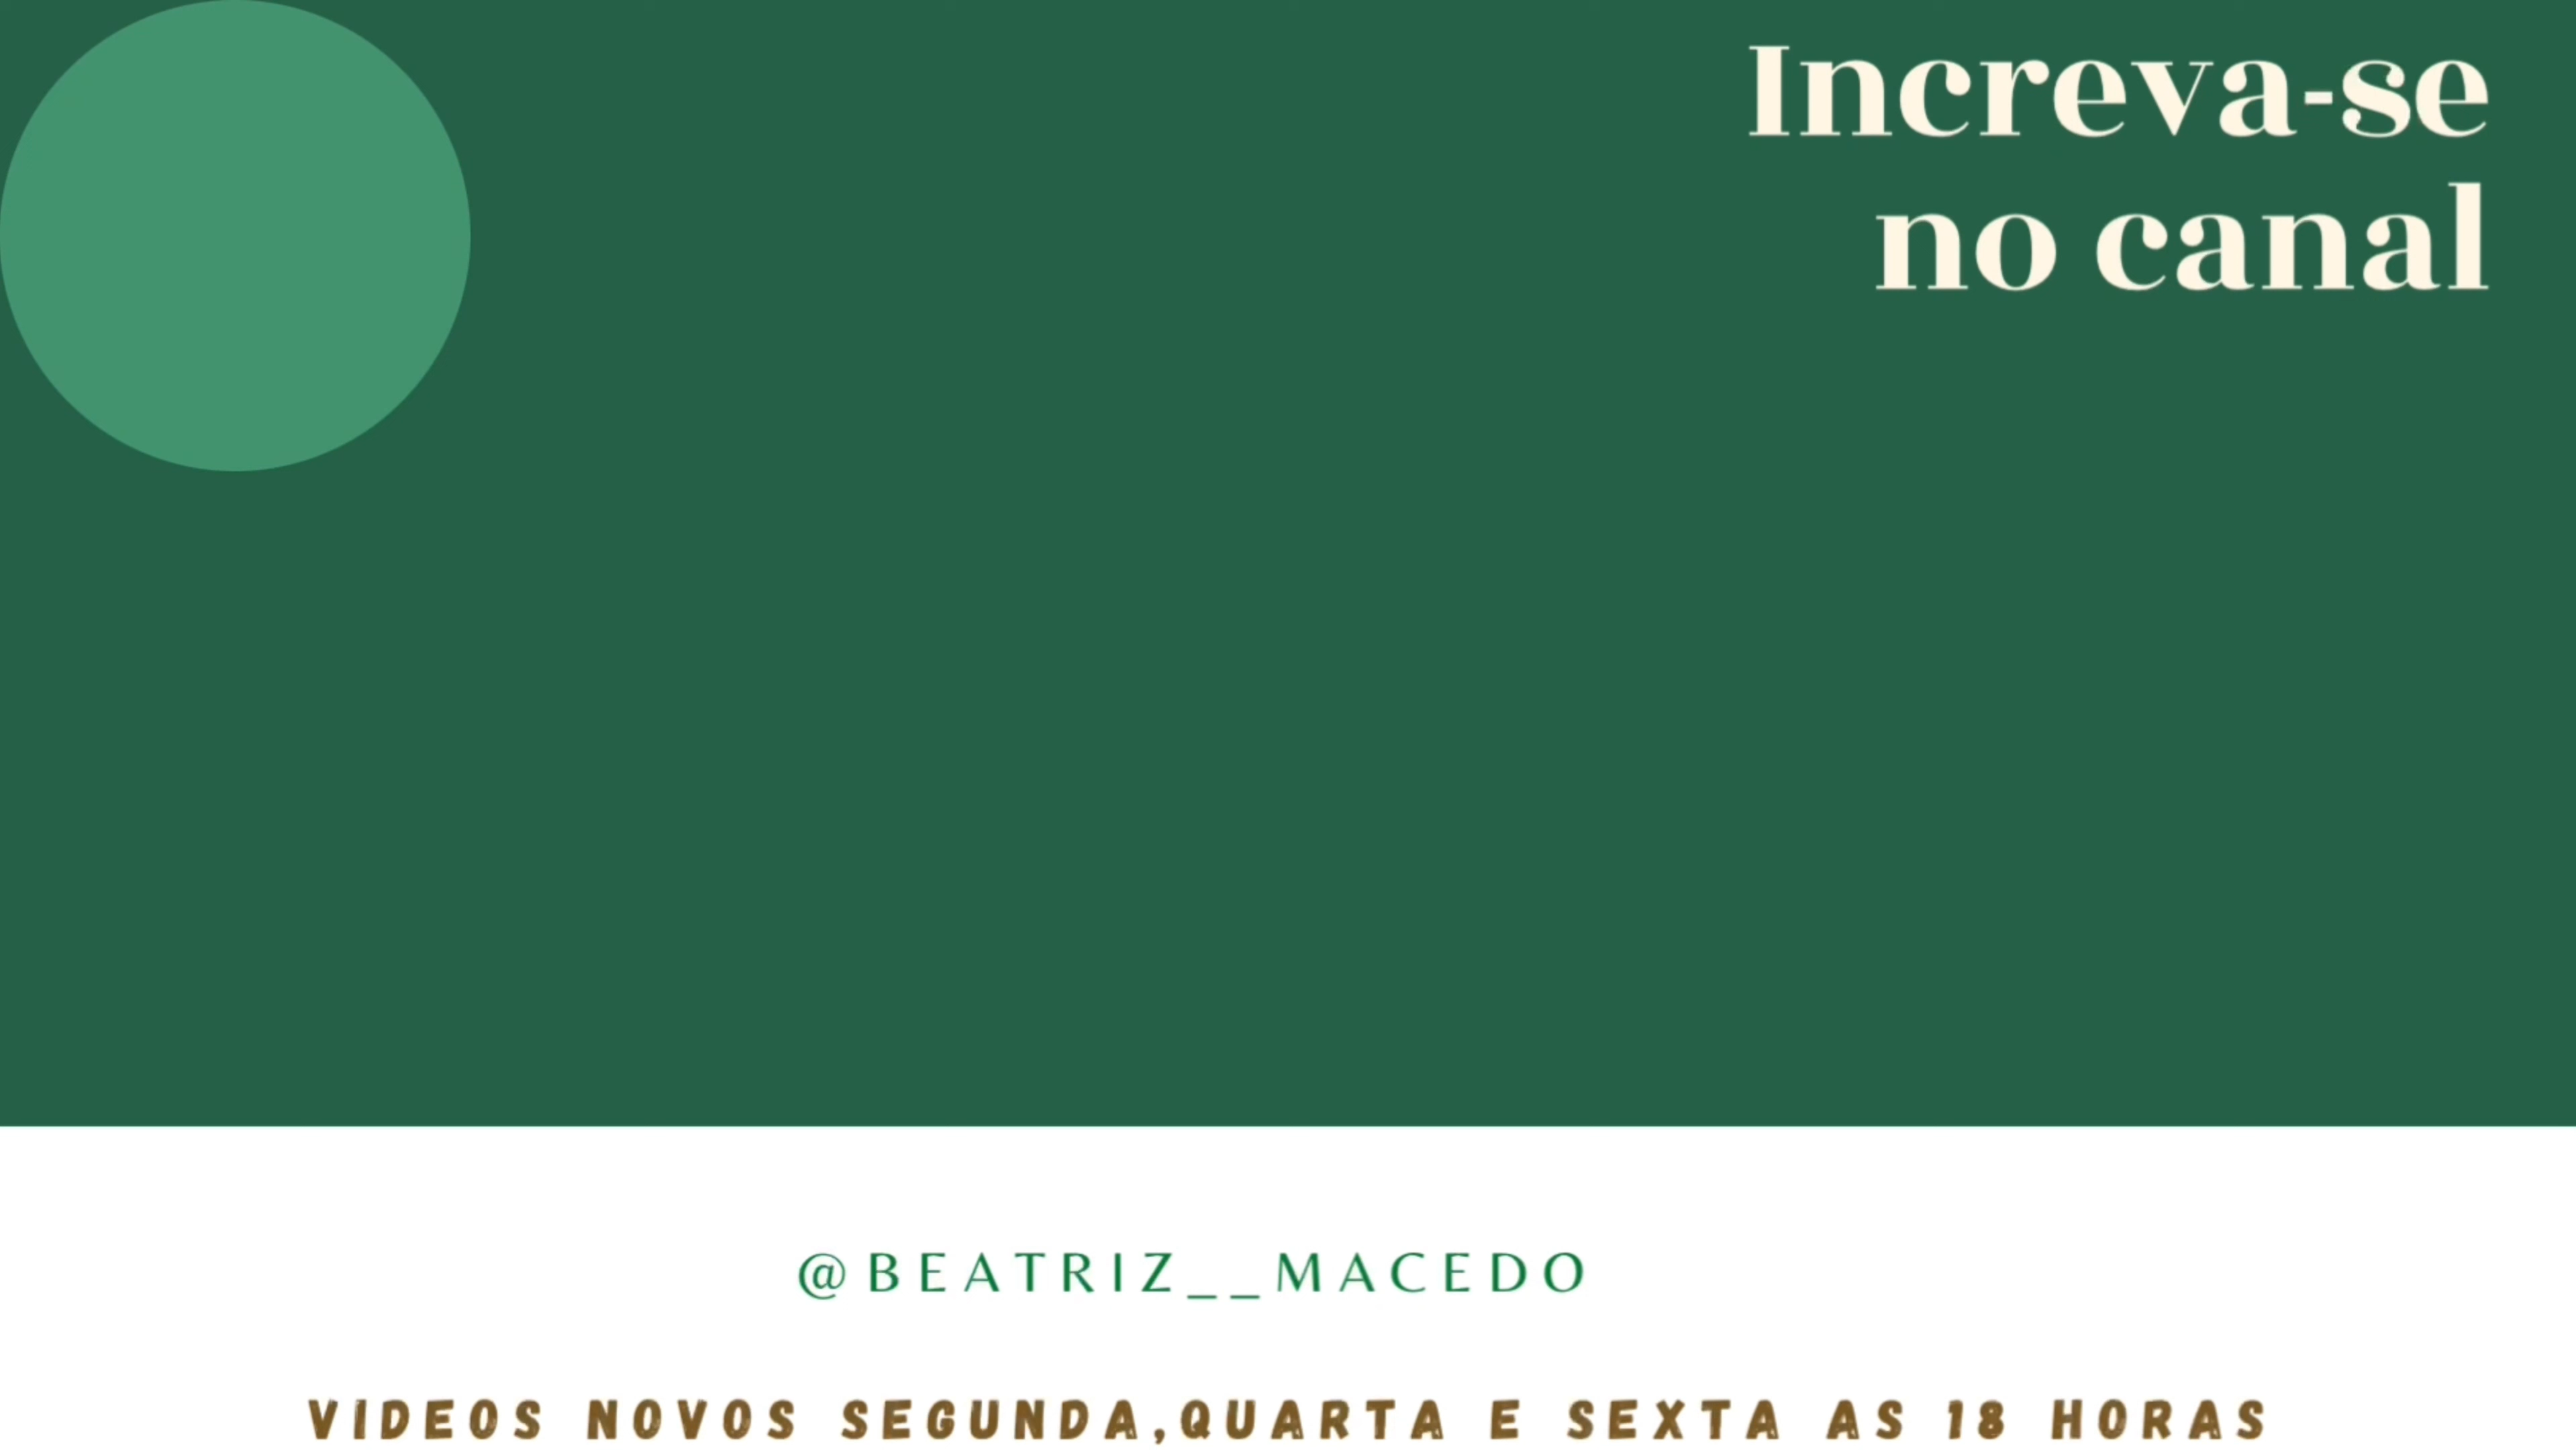 Increva-se
no canal
@BEATRIZ__MACEDO
VIDEOS NOVOS SEGUNDA,QUARTA E SEXTA AS 18 HORAS